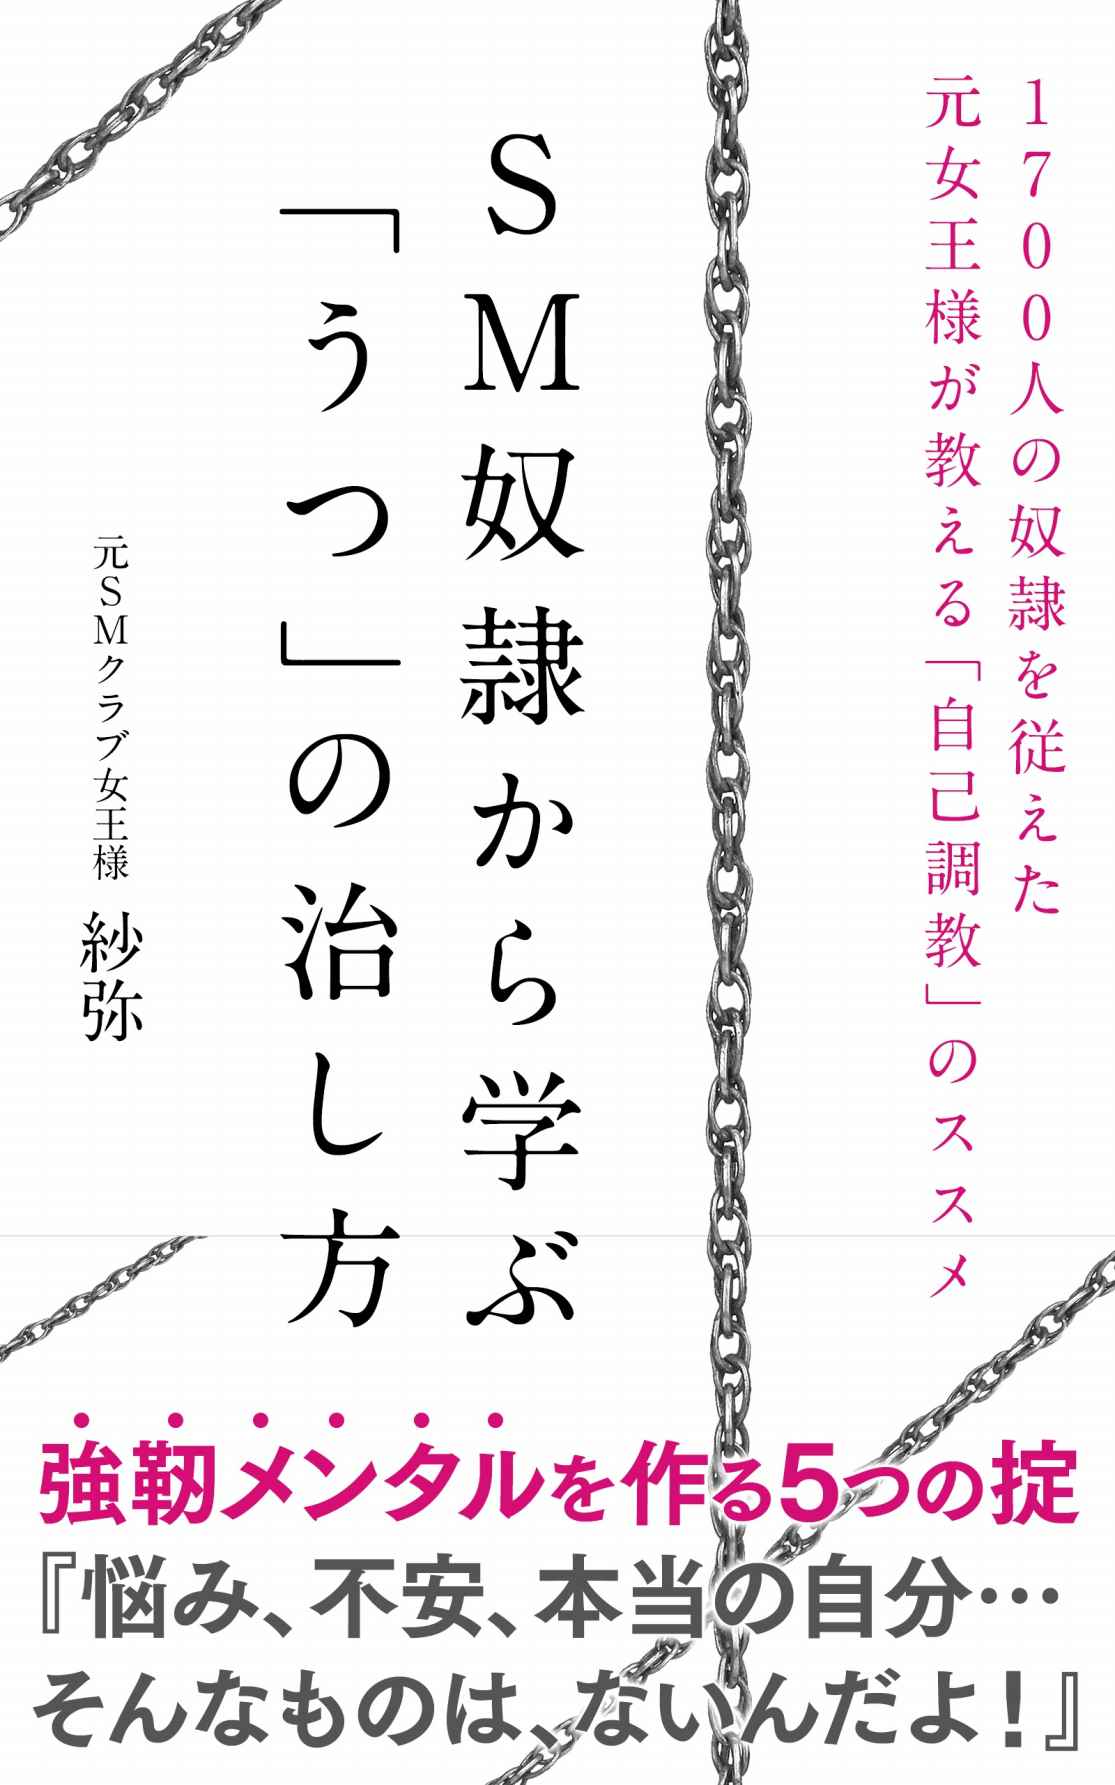 1700人の奴隷を従えた
元女王様が教える「自己調教」のススメ
SM奴隷から学ぶ
「うつ」の治し方
元SMクラブ女王様 紗弥
強靭メンタルを作る5つの掟
『悩み、不安、本当の自分…
そんなものは、ないんだよ！』